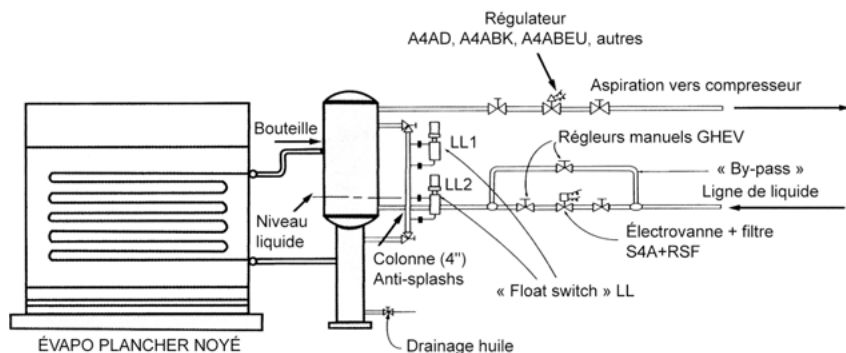 Régulateur
A4AD, A4ABK, A4ABEU, autres
Aspiration vers compresseur
Bouteille
LL1
Régleurs manuels GHEV
« By-pass »
LL2
Ligne de liquide
Niveau
liquide
Électrovanne + filtre
S4A+RSF
Colonne (4")
Anti-splashs
« Float switch » LL
ÉVAPO PLANCHER NOYÉ
Drainage huile